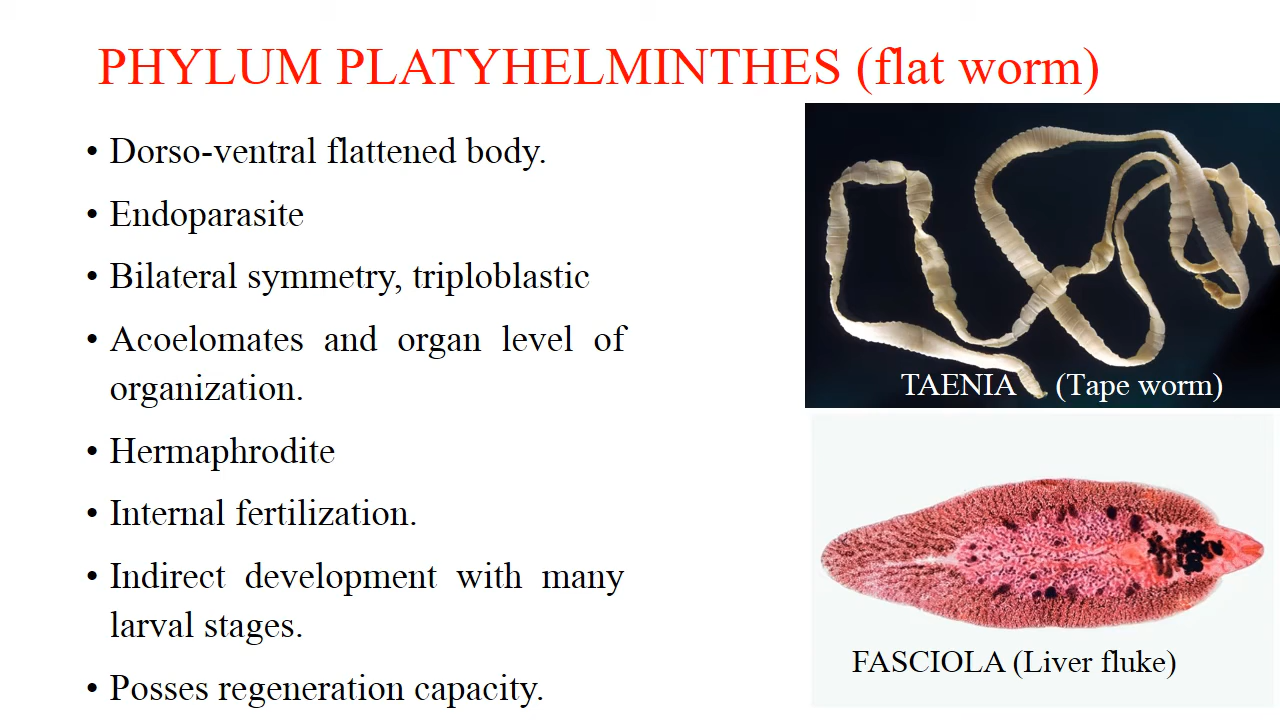 PHYLUM PLATYHELMINTHES (flat worm)
• Dorso-ventral flattened body.
• Endoparasite
• Bilateral symmetry, triploblastic
• Acoelomates and organ level of
organization.
• Hermaphrodite
• Internal fertilization.
• Indirect development with many
larval stages.
• Posses regeneration capacity.
TAENIA (Tape worm)
FASCIOLA (Liver fluke)